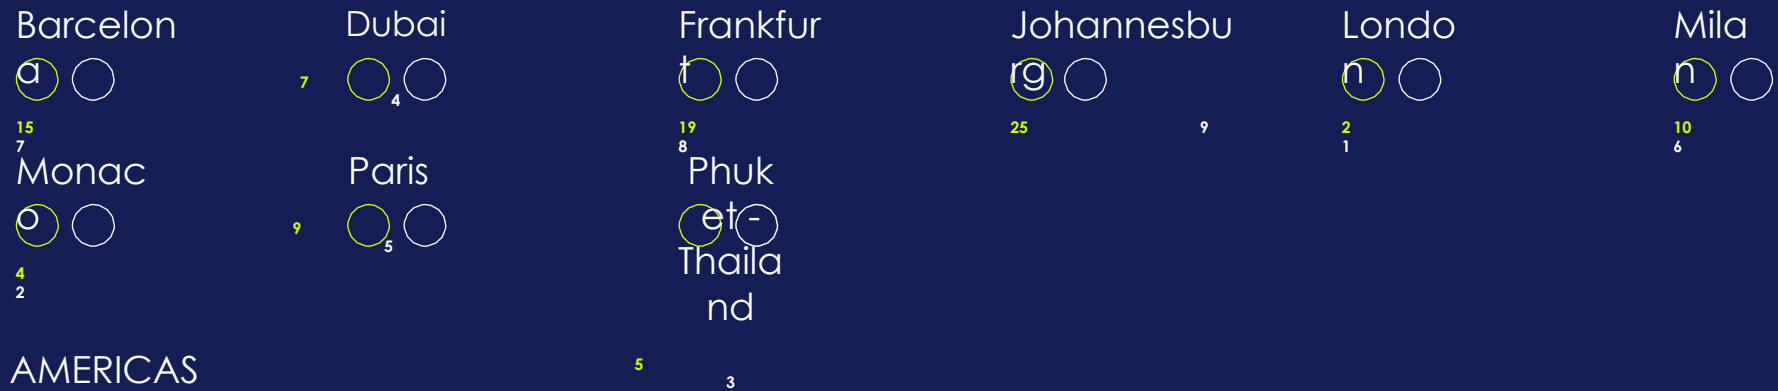 Barcelon
a
15
7
Dubai
7
4
Frankfur
t
19
8
Johannesbu
rg
25
9
Londo
n
2
1
Mila
n
10
6
Monac
o
4
2
Paris
9
5
Phuk
et -
Thaila
nd
5
3
AMERICAS